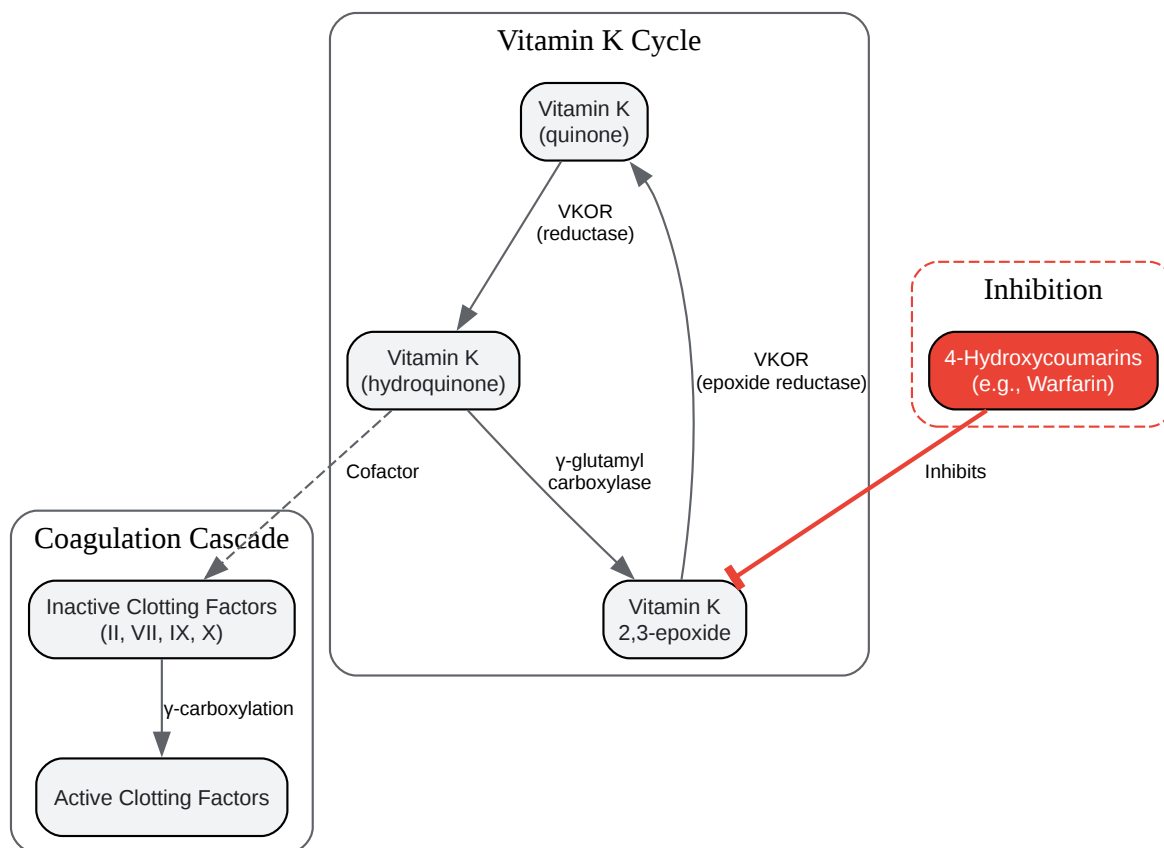 Vitamin K Cycle
Vitamin K
(quinone)
VKOR
(reductase)
Inhibition
Vitamin K
(hydroquinone)
VKOR
(epoxide reductase)
4-Hydroxycoumarins
(e.g., Warfarin)
Cofactor
γ-glutamyl
carboxylase
Inhibits
Coagulation Cascade
Inactive Clotting Factors
(II, VII, IX, X)
Vitamin K
2,3-epoxide
γ-carboxylation
Active Clotting Factors